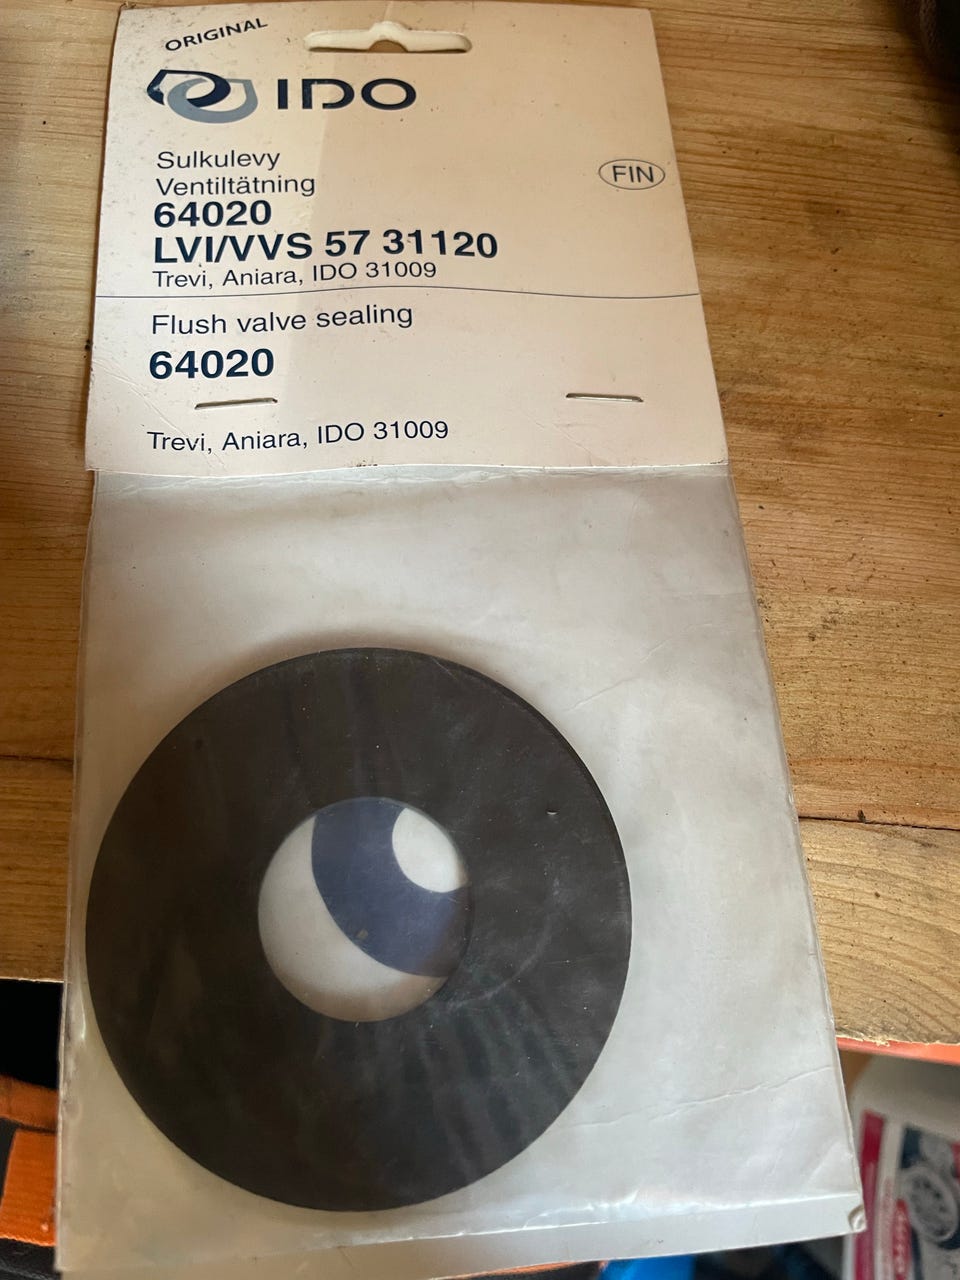 ORIGINAL
IDO
Sulkulevy
Ventiltätning
FIN
64020
LVI/VVS 57 31120
Trevi, Aniara, IDO 31009
Flush valve sealing
64020
Trevi, Aniara, IDO 31009